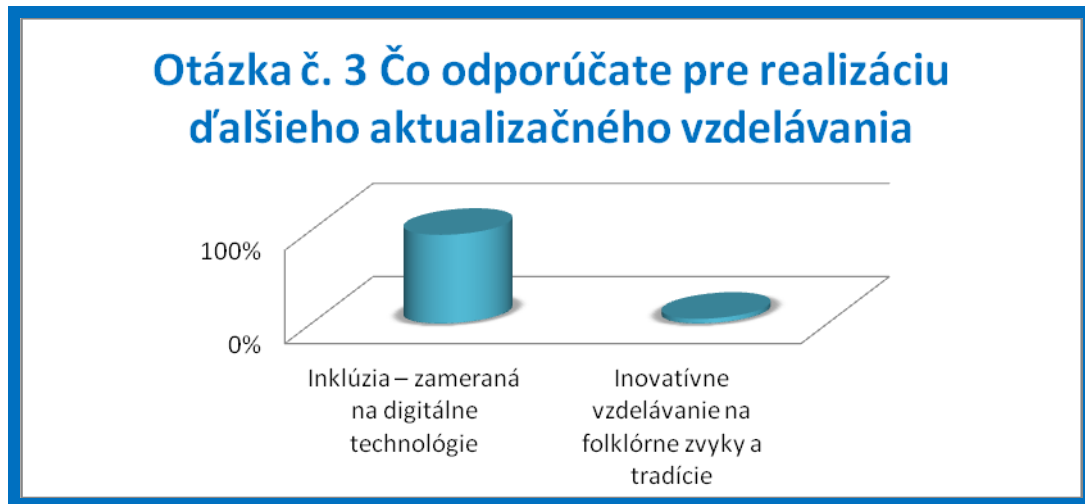 Otázka č. 3 Čo odporúčate pre realizáciu
ďalšieho aktualizačného vzdelávania
100%
0%
Inklúzia – zameraná
na digitálne
technológie
Inovatívne
vzdelávanie na
folklórne zvyky a
tradície